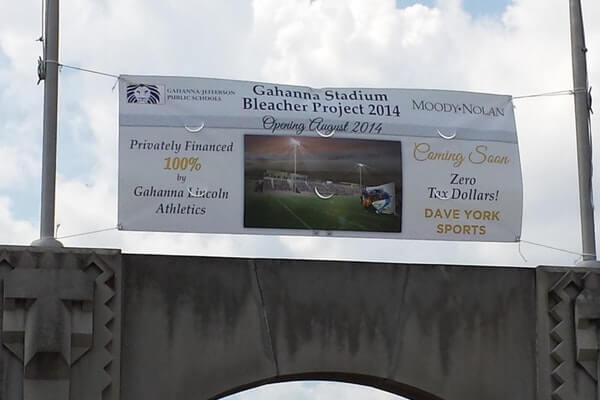 GAHANNA-JEFFERSON
PUBLIC SCHOOLS
Gahanna Stadium
Bleacher Project 2014
Opening August 2014
MOODY•NOLAN
Privately Financed
100%
by
Gahanna Lincoln
Athletics
Coming Soon
Zero
Tax Dollars!
DAVE YORK
SPORTS